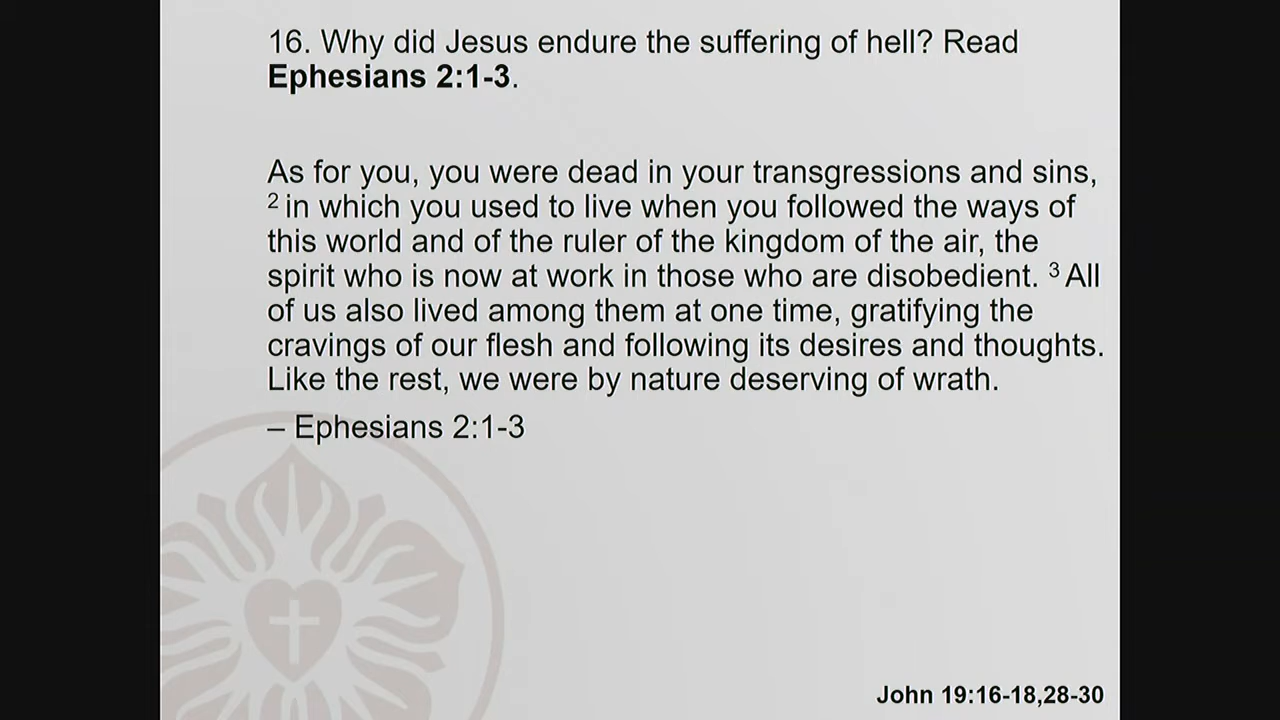 16. Why did Jesus endure the suffering of hell? Read
Ephesians 2:1-3.
As for you, you were dead in your transgressions and sins,
2 in which you used to live when you followed the ways of
this world and of the ruler of the kingdom of the air, the
spirit who is now at work in those who are disobedient. 3 All
of us also lived among them at one time, gratifying the
cravings of our flesh and following its desires and thoughts.
Like the rest, we were by nature deserving of wrath.
– Ephesians 2:1-3
John 19:16-18,28-30